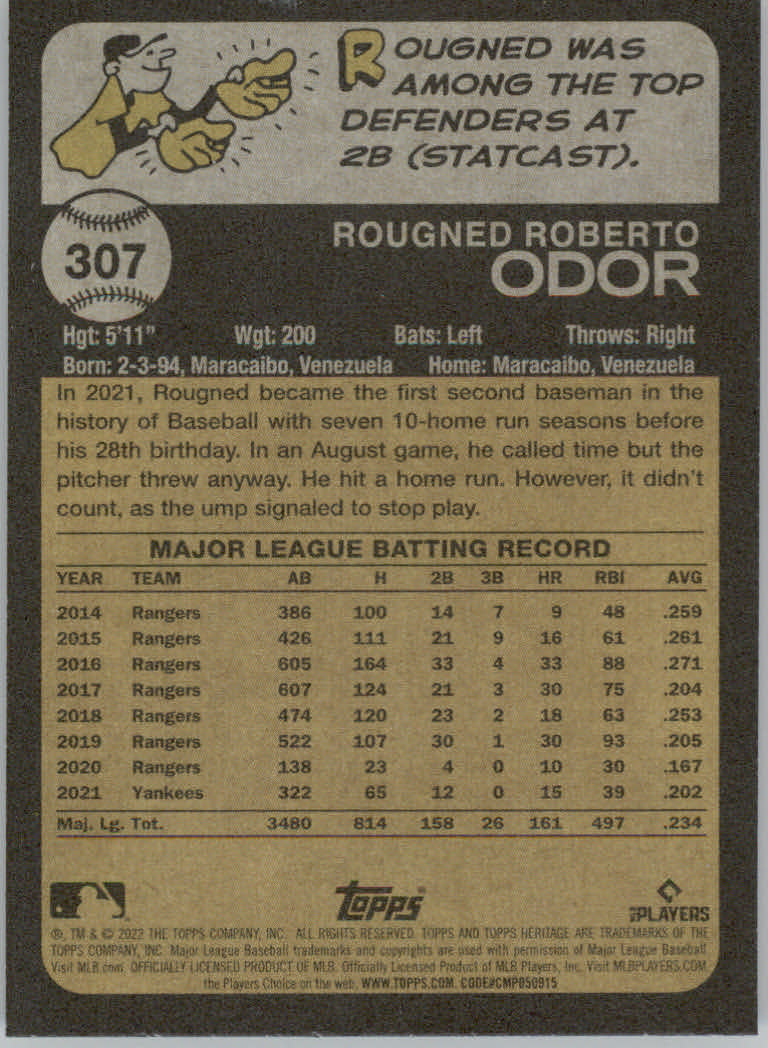 ROUGNED WAS
AMONG THE TOP
DEFENDERS AT
2B (STATCAST).
307
ROUGNED ROBERTO
ODOR
Hgt: 5'11" Wgt: 200 Bats: Left Throws: Right
Born: 2-3-94, Maracaibo, Venezuela Home: Maracaibo, Venezuela
In 2021, Rougned became the first second baseman in the
history of Baseball with seven 10-home run seasons before
his 28th birthday. In an August game, he called time but the
pitcher threw anyway. He hit a home run. However, it didn't
count, as the ump signaled to stop play.
MAJOR LEAGUE BATTING RECORD
YEAR TEAM AB H 2B 3B HR RBI AVG
2014 Rangers 386 100 14 7 9 48 .259
2015 Rangers 426 111 21 9 16 61 .261
2016 Rangers 605 164 33 4 33 88 .271
2017 Rangers 607 124 21 3 30 75 .204
2018 Rangers 474 120 23 2 18 63 .253
2019 Rangers 522 107 30 1 30 93 .205
2020 Rangers 138 23 4 0 10 30 .167
2021 Yankees 322 65 12 0 15 39 .202
Maj. Lg. Tot. 3480 814 158 26 161 497 .234
topps®
MLB PLAYERS
®, TM & © 2022 THE TOPPS COMPANY, INC. ALL RIGHTS RESERVED. TOPPS AND TOPPS HERITAGE ARE TRADEMARKS OF THE
TOPPS COMPANY, INC. Major League Baseball trademarks and copyrights are used with permission of Major League Baseball.
Visit MLB.com. OFFICIALLY LICENSED PRODUCT OF MLB. Officially Licensed Product of MLB Players, Inc. Visit MLBPLAYERS.COM
the Players Choice on the web. WWW.TOPPS.COM. CODE#CMP050915